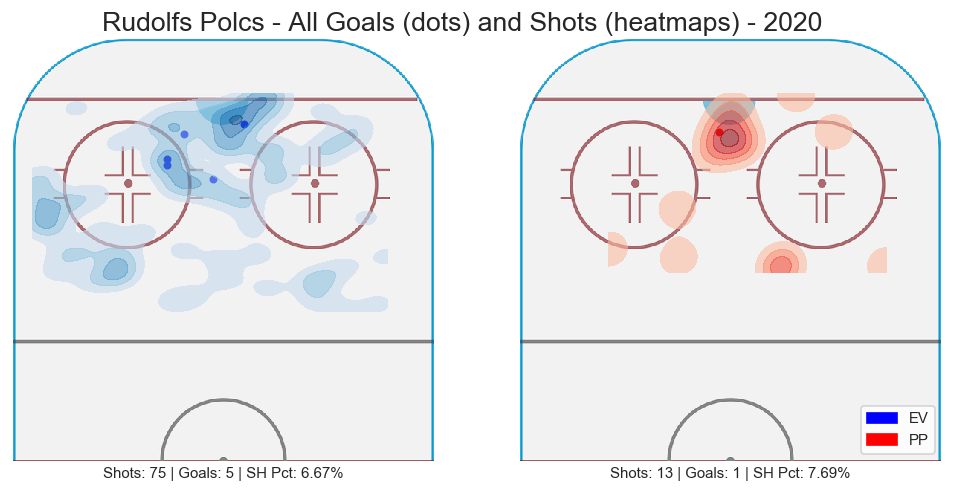 Rudolfs Polcs - All Goals (dots) and Shots (heatmaps) - 2020
EV
PP
Shots: 75 | Goals: 5 | SH Pct: 6.67%
Shots: 13 | Goals: 1 | SH Pct: 7.69%